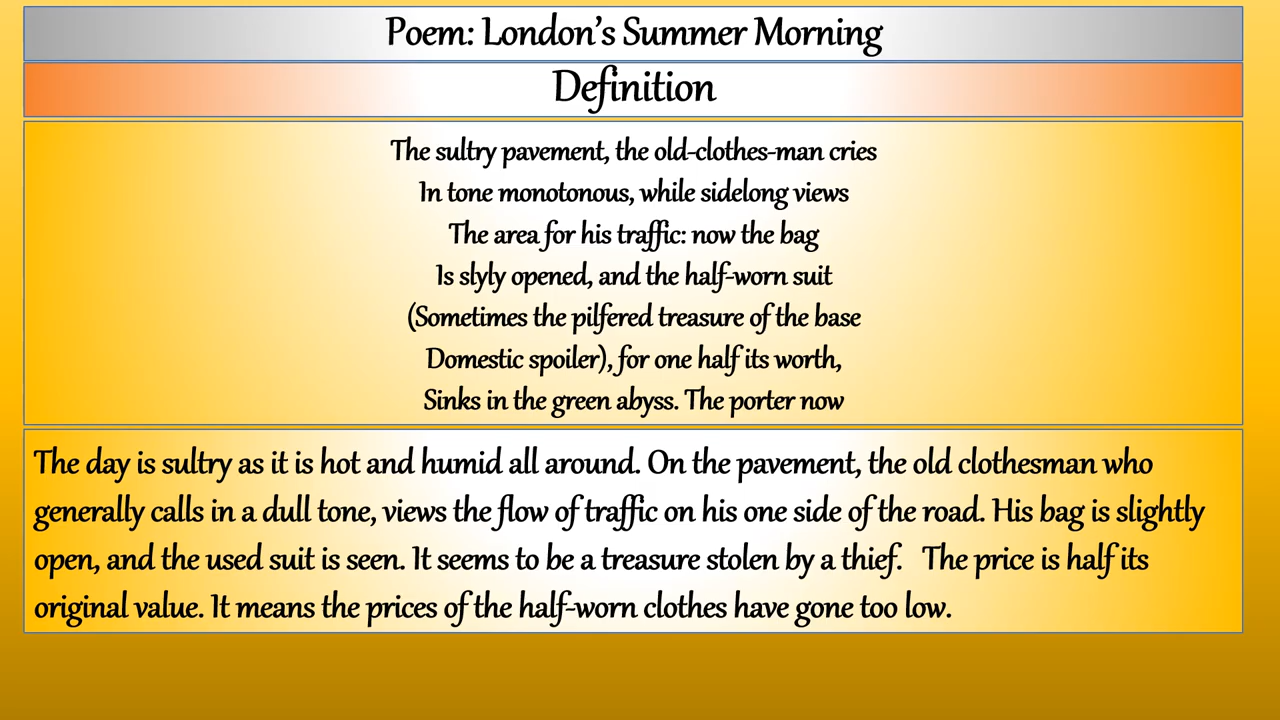 Poem: London’s Summer Morning
Definition
The sultry pavement, the old-clothes-man cries
In tone monotonous, while sidelong views
The area for his traffic: now the bag
Is slyly opened, and the half-worn suit
(Sometimes the pilfered treasure of the base
Domestic spoiler), for one half its worth,
Sinks in the green abyss. The porter now
The day is sultry as it is hot and humid all around. On the pavement, the old clothesman who
generally calls in a dull tone, views the flow of traffic on his one side of the road. His bag is slightly
open, and the used suit is seen. It seems to be a treasure stolen by a thief.   The price is half its
original value. It means the prices of the half-worn clothes have gone too low.